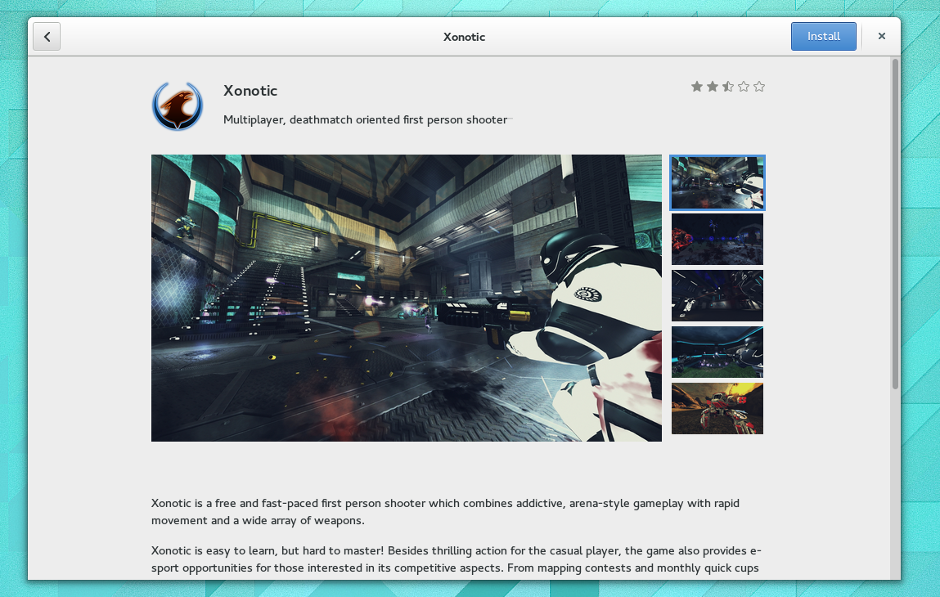 Xonotic
Install
Xonotic
Multiplayer, deathmatch oriented first person shooter
Xonotic is a free and fast-paced first person shooter which combines addictive, arena-style gameplay with rapid
movement and a wide array of weapons.
Xonotic is easy to learn, but hard to master! Besides thrilling action for the casual player, the game also provides e-
sport opportunities for those interested in its competitive aspects. From mapping contests and monthly quick cups